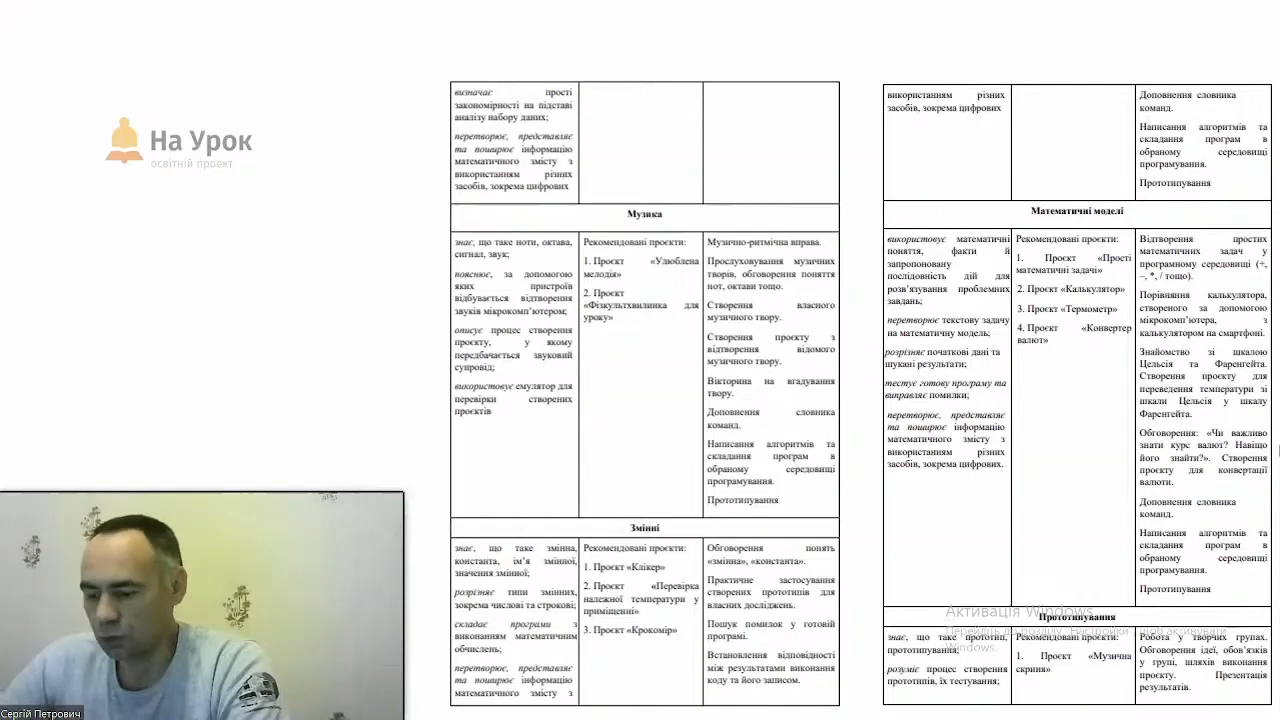 На Урок
освітній проект
визначає прості
закономірності на підставі
аналізу набору даних;
перетворює, представляє
та поширює інформацію
математичного змісту з
використанням різних
засобів, зокрема цифрових
Музика
знає, що таке ноти, октава,
сигнал, звук;
пояснює, за допомогою
яких пристроїв
відбувається відтворення
звуків мікрокомп’ютером;
описує процес створення
проєкту, у якому
передбачається звуковий
супровід;
використовує емулятор для
перевірки створених
проєктів
Рекомендовані проєкти:
1. Проєкт «Улюблена
мелодія»
2. Проєкт
«Фізкультхвилинка для
уроку»
Музично-ритмічна вправа.
Прослуховування музичних
творів, обговорення поняття
нот, октави тощо.
Створення власного
музичного твору.
Створення проєкту з
відтворення відомого
музичного твору.
Вікторина на вгадування
твору.
Доповнення словника
команд.
Написання алгоритмів та
складання програм в
обраному середовищі
програмування.
Прототипування
Змінні
знає, що таке змінна,
константа, ім’я змінної,
значення змінної;
розрізняє типи змінних,
зокрема числові та строкові;
складає програми з
виконанням математичним
обчислень;
перетворює, представляє
та поширює інформацію
математичного змісту з
Рекомендовані проєкти:
1. Проєкт «Клікер»
2. Проєкт «Перевірка
належної температури у
приміщенні»
3. Проєкт «Крокомір»
Обговорення понять
«змінна», «константа».
Практичне застосування
створених прототипів для
власних досліджень.
Пошук помилок у готовій
програмі.
Встановлення відповідності
між результатами виконання
коду та його записом.
використанням різних
засобів, зокрема цифрових
Доповнення словника
команд.
Написання алгоритмів та
складання програм в
обраному середовищі
програмування.
Прототипування
Математичні моделі
використовує математичні
поняття, факти й
запропоновану
послідовність дій для
розв’язування проблемних
завдань;
перетворює текстову задачу
на математичну модель;
розрізняє початкові дані та
шукані результати;
тестує готову програму та
виправляє помилки;
перетворює, представляє
та поширює інформацію
математичного змісту з
використанням різних
засобів, зокрема цифрових.
Рекомендовані проєкти:
1. Проєкт «Прості
математичні задачі»
2. Проєкт «Калькулятор»
3. Проєкт «Термометр»
4. Проєкт «Конвертер
валют»
Відтворення простих
математичних задач у
програмному середовищі (+,
–, *, / тощо).
Порівняння калькулятора,
створеного за допомогою
мікрокомп’ютера, з
калькулятором на смартфоні.
Знайомство зі шкалою
Цельсія та Фаренгейта.
Створення проєкту для
переведення температури зі
шкали Цельсія у шкалу
Фаренгейта.
Обговорення: «Чи важливо
знати курс валют? Навіщо
його знайти?». Створення
проєкту для конвертації
валюти.
Доповнення словника
команд.
Написання алгоритмів та
складання програм в
обраному середовищі
програмування.
Прототипування
Прототипування
знає, що таке прототип,
прототипування;
розуміє процес створення
прототипів, їх тестування;
Рекомендовані проєкти:
1. Проєкт «Музична
скриня»
Робота у творчих групах.
Обговорення ідеї, обов’язків
у групі, шляхів виконання
проєкту. Презентація
результатів.
Активація Windows
Перейдіть до розділу "Настройки", щоб активувати
Windows.
Сергій Петрович